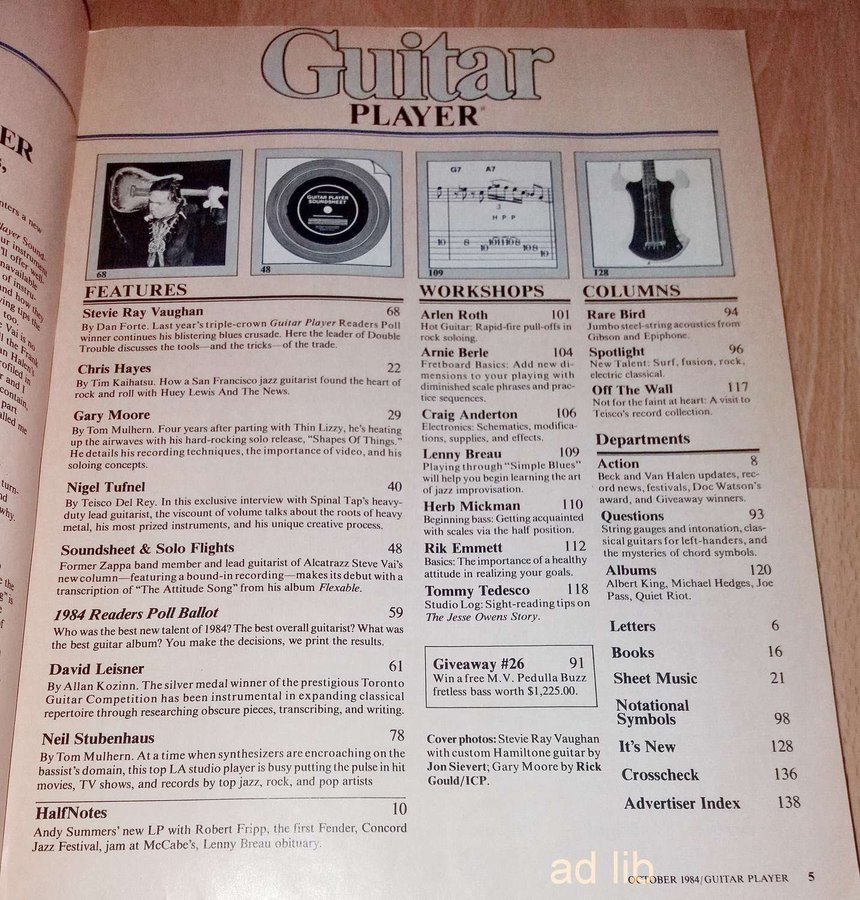 Guitar
PLAYER
ER
GUITAR PLAYER
SOUNDSHEET
G7 A7
3
H P P
68
48
109
128
FEATURES
Stevie Ray Vaughan 68
By Dan Forte. Last year's triple-crown Guitar Player Readers Poll
winner continues his blistering blues crusade. Here the leader of Double
Trouble discusses the tools—and the tricks—of the trade.
Chris Hayes 22
By Tim Kaihatsu. How a San Francisco jazz guitarist found the heart of
rock and roll with Huey Lewis And The News.
Gary Moore 29
By Tom Mulhern. Four years after parting with Thin Lizzy, he's heating
up the airwaves with his hard-rocking solo release, "Shapes Of Things."
He details his recording techniques, the importance of video, and his
soloing concepts.
Nigel Tufnel 40
By Teisco Del Rey. In this exclusive interview with Spinal Tap's heavy-
duty lead guitarist, the viscount of volume talks about the roots of heavy
metal, his most prized instruments, and his unique creative process.
Soundsheet & Solo Flights 48
Former Zappa band member and lead guitarist of Alcatrazz Steve Vai's
new column—featuring a bound-in recording—makes its debut with a
transcription of "The Attitude Song" from his album Flexable.
1984 Readers Poll Ballot 59
Who was the best new talent of 1984? The best overall guitarist? What was
the best guitar album? You make the decisions, we print the results.
David Leisner 61
By Allan Kozinn. The silver medal winner of the prestigious Toronto
Guitar Competition has been instrumental in expanding classical
repertoire through researching obscure pieces, transcribing, and writing.
Neil Stubenhaus 78
By Tom Mulhern. At a time when synthesizers are encroaching on the
bassist's domain, this top LA studio player is busy putting the pulse in hit
movies, TV shows, and records by top jazz, rock, and pop artists
HalfNotes 10
Andy Summers' new LP with Robert Fripp, the first Fender, Concord
Jazz Festival, jam at McCabe's, Lenny Breau obituary.
WORKSHOPS
Arlen Roth 101
Hot Guitar: Rapid-fire pull-offs in
rock soloing.
Arnie Berle 104
Fretboard Basics: Add new di-
mensions to your playing with
diminished scale phrases and prac-
tice sequences.
Craig Anderton 106
Electronics: Schematics, modifica-
tions, supplies, and effects.
Lenny Breau 109
Playing through "Simple Blues"
will help you begin learning the art
of jazz improvisation.
Herb Mickman 110
Beginning bass: Getting acquainted
with scales via the half position.
Rik Emmett 112
Basics: The importance of a healthy
attitude in realizing your goals.
Tommy Tedesco 118
Studio Log: Sight-reading tips on
The Jesse Owens Story.
Giveaway #26 91
Win a free M.V. Pedulla Buzz
fretless bass worth $1,225.00.
Cover photos: Stevie Ray Vaughan
with custom Hamiltone guitar by
Jon Sievert; Gary Moore by Rick
Gould/ICP.
COLUMNS
Rare Bird 94
Jumbo steel-string acoustics from
Gibson and Epiphone.
Spotlight 96
New Talent: Surf, fusion, rock,
electric classical.
Off The Wall 117
Not for the faint at heart: A visit to
Teisco's record collection.
Departments
Action 8
Beck and Van Halen updates, rec-
ord news, festivals, Doc Watson's
award, and Giveaway winners.
Questions 93
String gauges and intonation, clas-
sical guitars for left-handers, and
the mysteries of chord symbols.
Albums 120
Albert King, Michael Hedges, Joe
Pass, Quiet Riot.
Letters 6
Books 16
Sheet Music 21
Notational
Symbols 98
It's New 128
Crosscheck 136
Advertiser Index 138
OCTOBER 1984/GUITAR PLAYER 5
ad lib